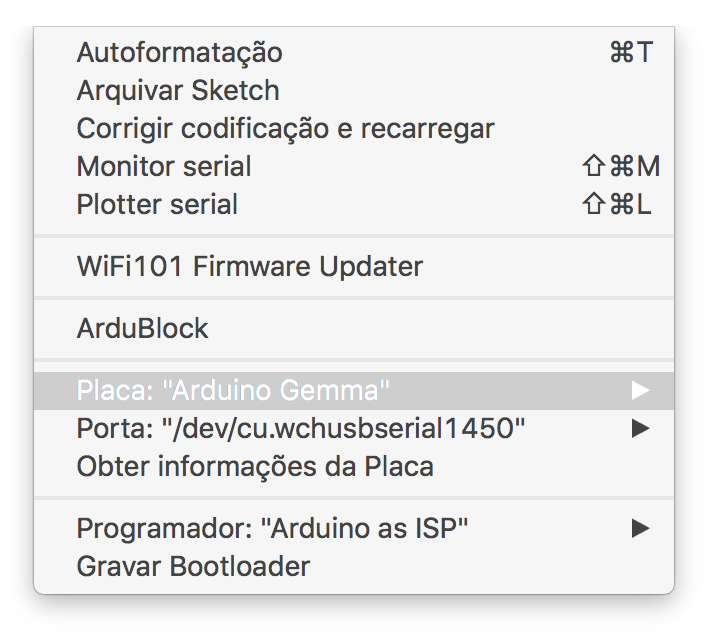 Autoformatação ⌘T
Arquivar Sketch
Corrigir codificação e recarregar
Monitor serial ⇧⌘M
Plotter serial ⇧⌘L
WiFi101 Firmware Updater
ArduBlock
Placa: "Arduino Gemma" ▶
Porta: "/dev/cu.wchusbserial1450" ▶
Obter informações da Placa
Programador: "Arduino as ISP" ▶
Gravar Bootloader